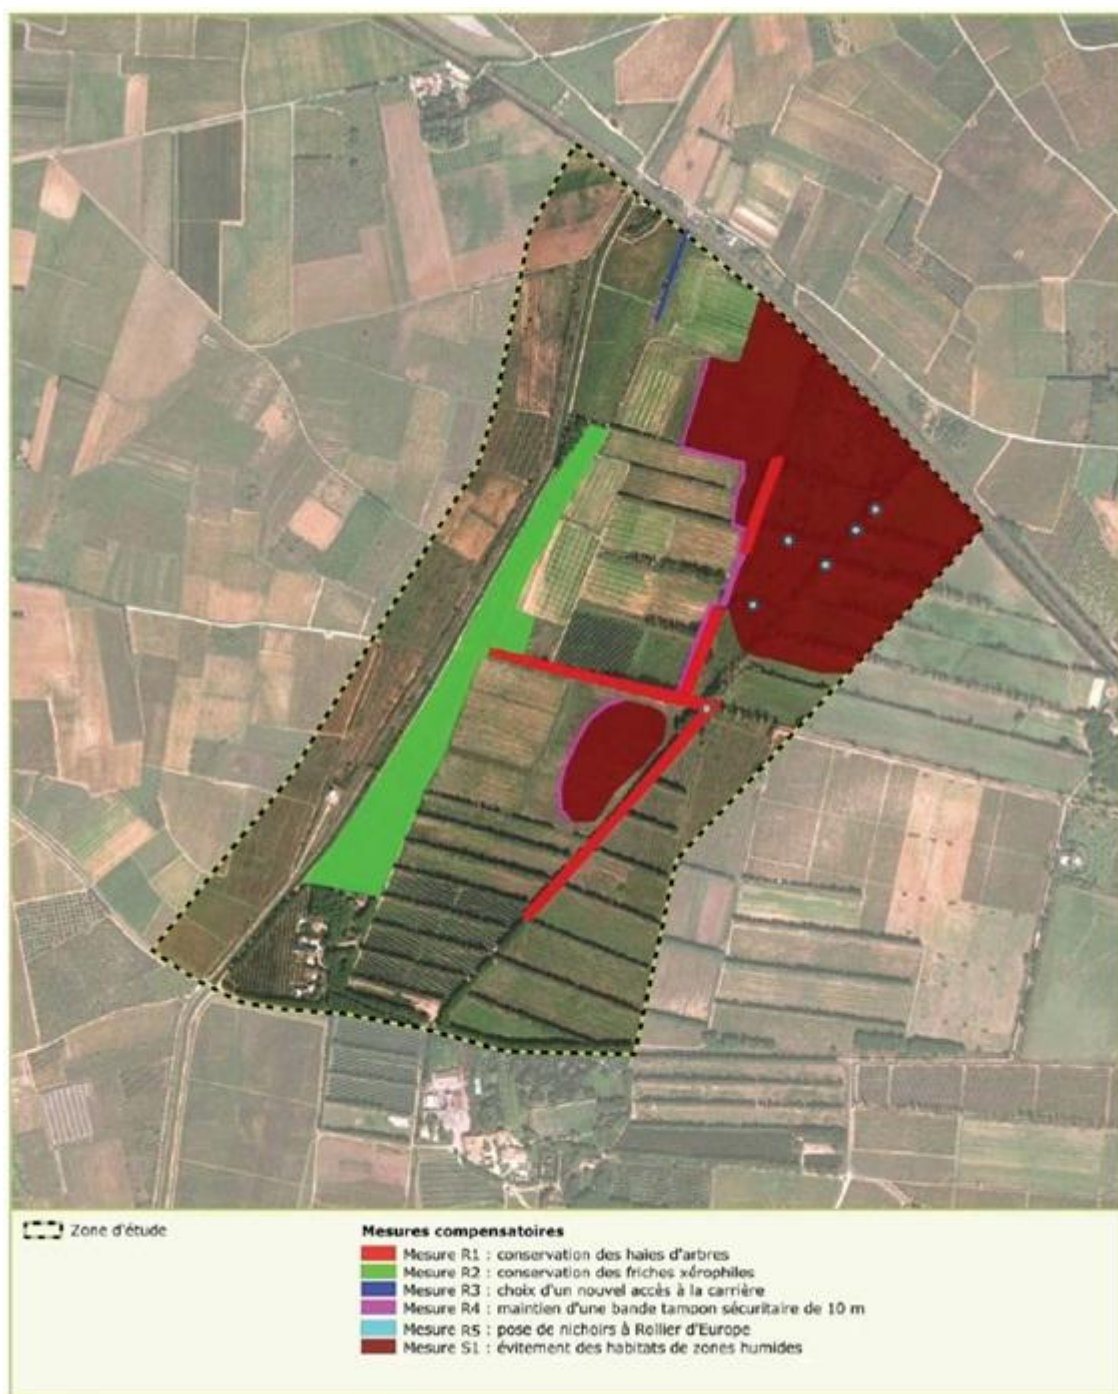 Zone d'étude
Mesures compensatoires
Mesure R1 : conservation des haies d'arbres
Mesure R2 : conservation des friches xérophiles
Mesure R3 : choix d'un nouvel accès à la carrière
Mesure R4 : maintien d'une bande tampon sécuritaire de 10 m
Mesure R5 : pose de nichoirs à Rollier d'Europe
Mesure S1 : évitement des habitats de zones humides